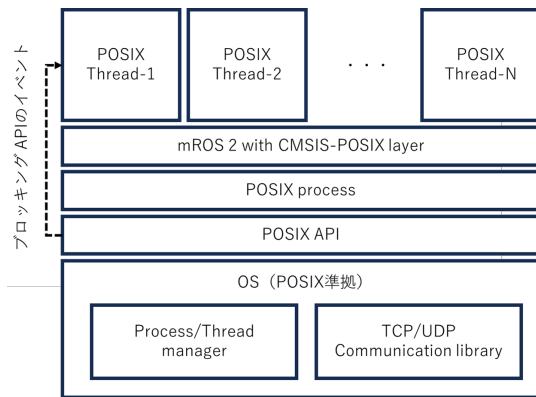 POSIX
Thread-1
POSIX
Thread-2
・・・
POSIX
Thread-N
ブロッキングAPIのイベント
mROS 2 with CMSIS-POSIX layer
POSIX process
POSIX API
OS（POSIX準拠）
Process/Thread
manager
TCP/UDP
Communication library